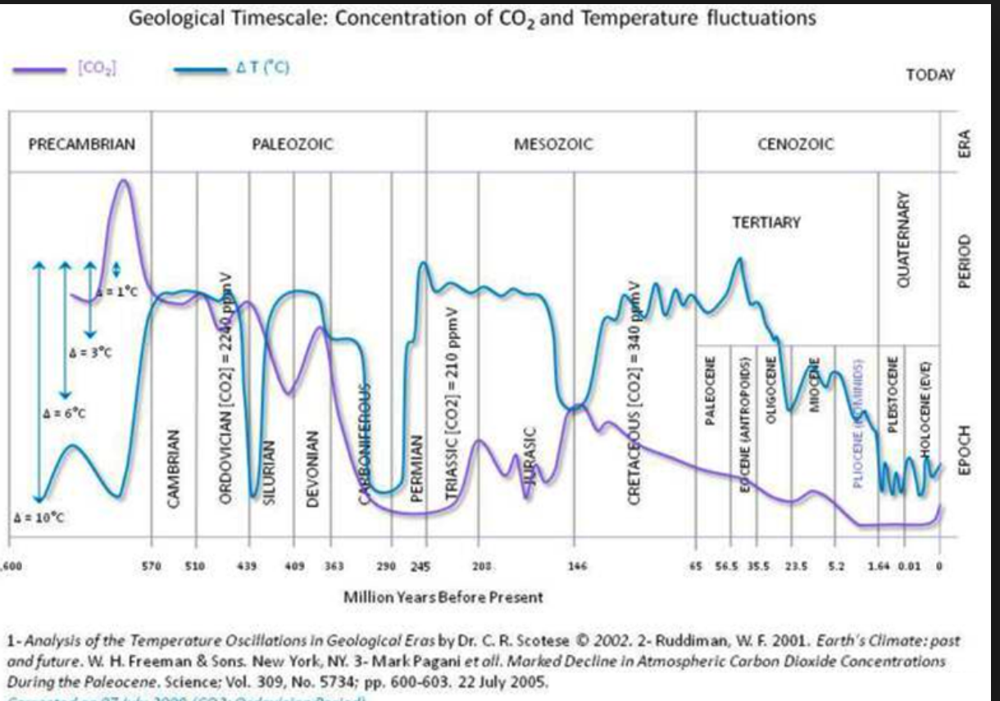 Geological Timescale: Concentration of CO₂ and Temperature fluctuations
[CO₂]
Δ T (˚C)
TODAY
PRECAMBRIAN
PALEOZOIC
MESOZOIC
CENOZOIC
ERA
TERTIARY
QUATERNARY
PERIOD
Δ = 1˚C
Δ = 3˚C
Δ = 6˚C
Δ = 10˚C
CAMBRIAN
ORDOVICIAN [CO2] = 2240 ppmV
SILURIAN
DEVONIAN
CARBONIFEROUS
PERMIAN
TRIASSIC [CO2] = 210 ppmV
JURASIC
CRETACEOUS [CO2] = 340 ppmV
PALEOCENE
EOCENE (ANTROPOIDS)
OLIGOCENE
MIOCENE
PLIOCENE (HOMINIDS)
PLEISTOCENE
HOLOCENE (EVE)
EPOCH
,600 570 510 439 409 363 290 245 208 146 65 56.5 35.5 23.5 5.2 1.64 0.01 0
Million Years Before Present
1- Analysis of the Temperature Oscillations in Geological Eras by Dr. C. R. Scotese © 2002. 2- Ruddiman, W. F. 2001. Earth's Climate: past
and future. W. H. Freeman & Sons. New York, NY. 3- Mark Pagani et all. Marked Decline in Atmospheric Carbon Dioxide Concentrations
During the Paleocene. Science; Vol. 309, No. 5734; pp. 600-603. 22 July 2005.